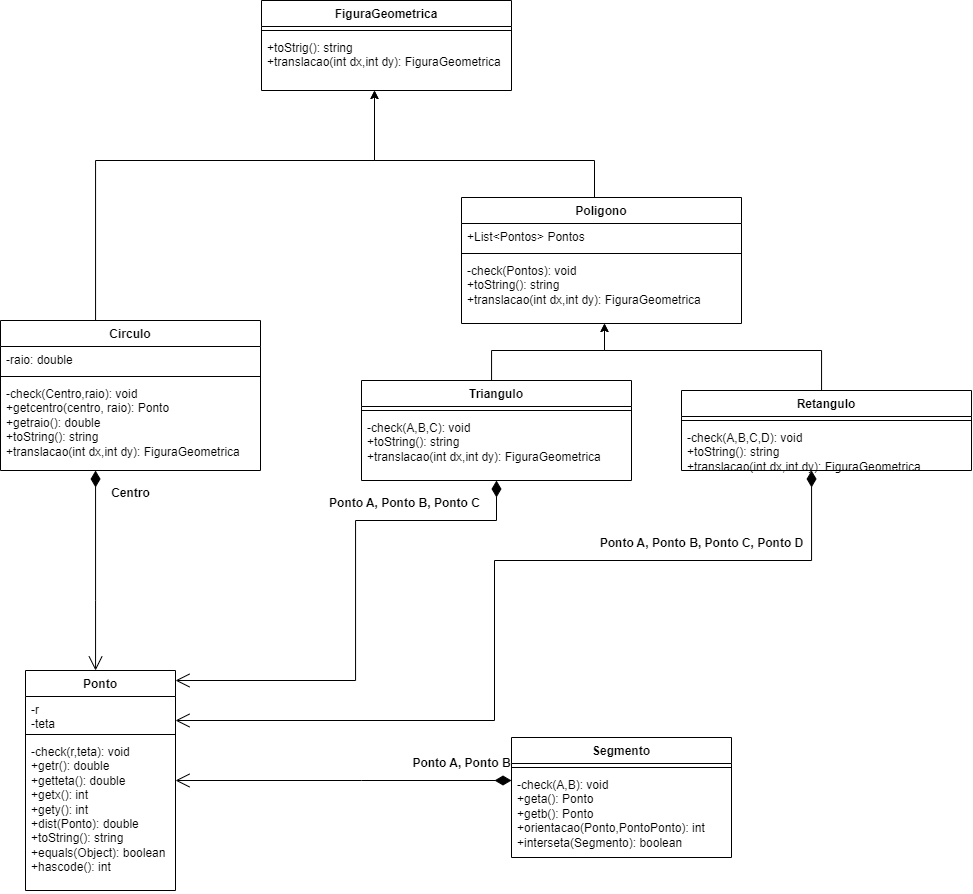 FiguraGeometrica
+toStrig(): string
+translacao(int dx,int dy): FiguraGeometrica
Poligono
+List<Pontos> Pontos
-check(Pontos): void
+toString(): string
+translacao(int dx,int dy): FiguraGeometrica
Circulo
-raio: double
-check(Centro,raio): void
+getcentro(centro, raio): Ponto
+getraio(): double
+toString(): string
+translacao(int dx,int dy): FiguraGeometrica
Triangulo
-check(A,B,C): void
+toString(): string
+translacao(int dx,int dy): FiguraGeometrica
Retangulo
-check(A,B,C,D): void
+toString(): string
+translacao(int dx,int dy): FiguraGeometrica
Centro
Ponto A, Ponto B, Ponto C
Ponto A, Ponto B, Ponto C, Ponto D
Ponto
-r
-teta
-check(r,teta): void
+getr(): double
+getteta(): double
+getx(): int
+gety(): int
+dist(Ponto): double
+toString(): string
+equals(Object): boolean
+hascode(): int
Ponto A, Ponto B
Segmento
-check(A,B): void
+geta(): Ponto
+getb(): Ponto
+orientacao(Ponto,PontoPonto): int
+interseta(Segmento): boolean